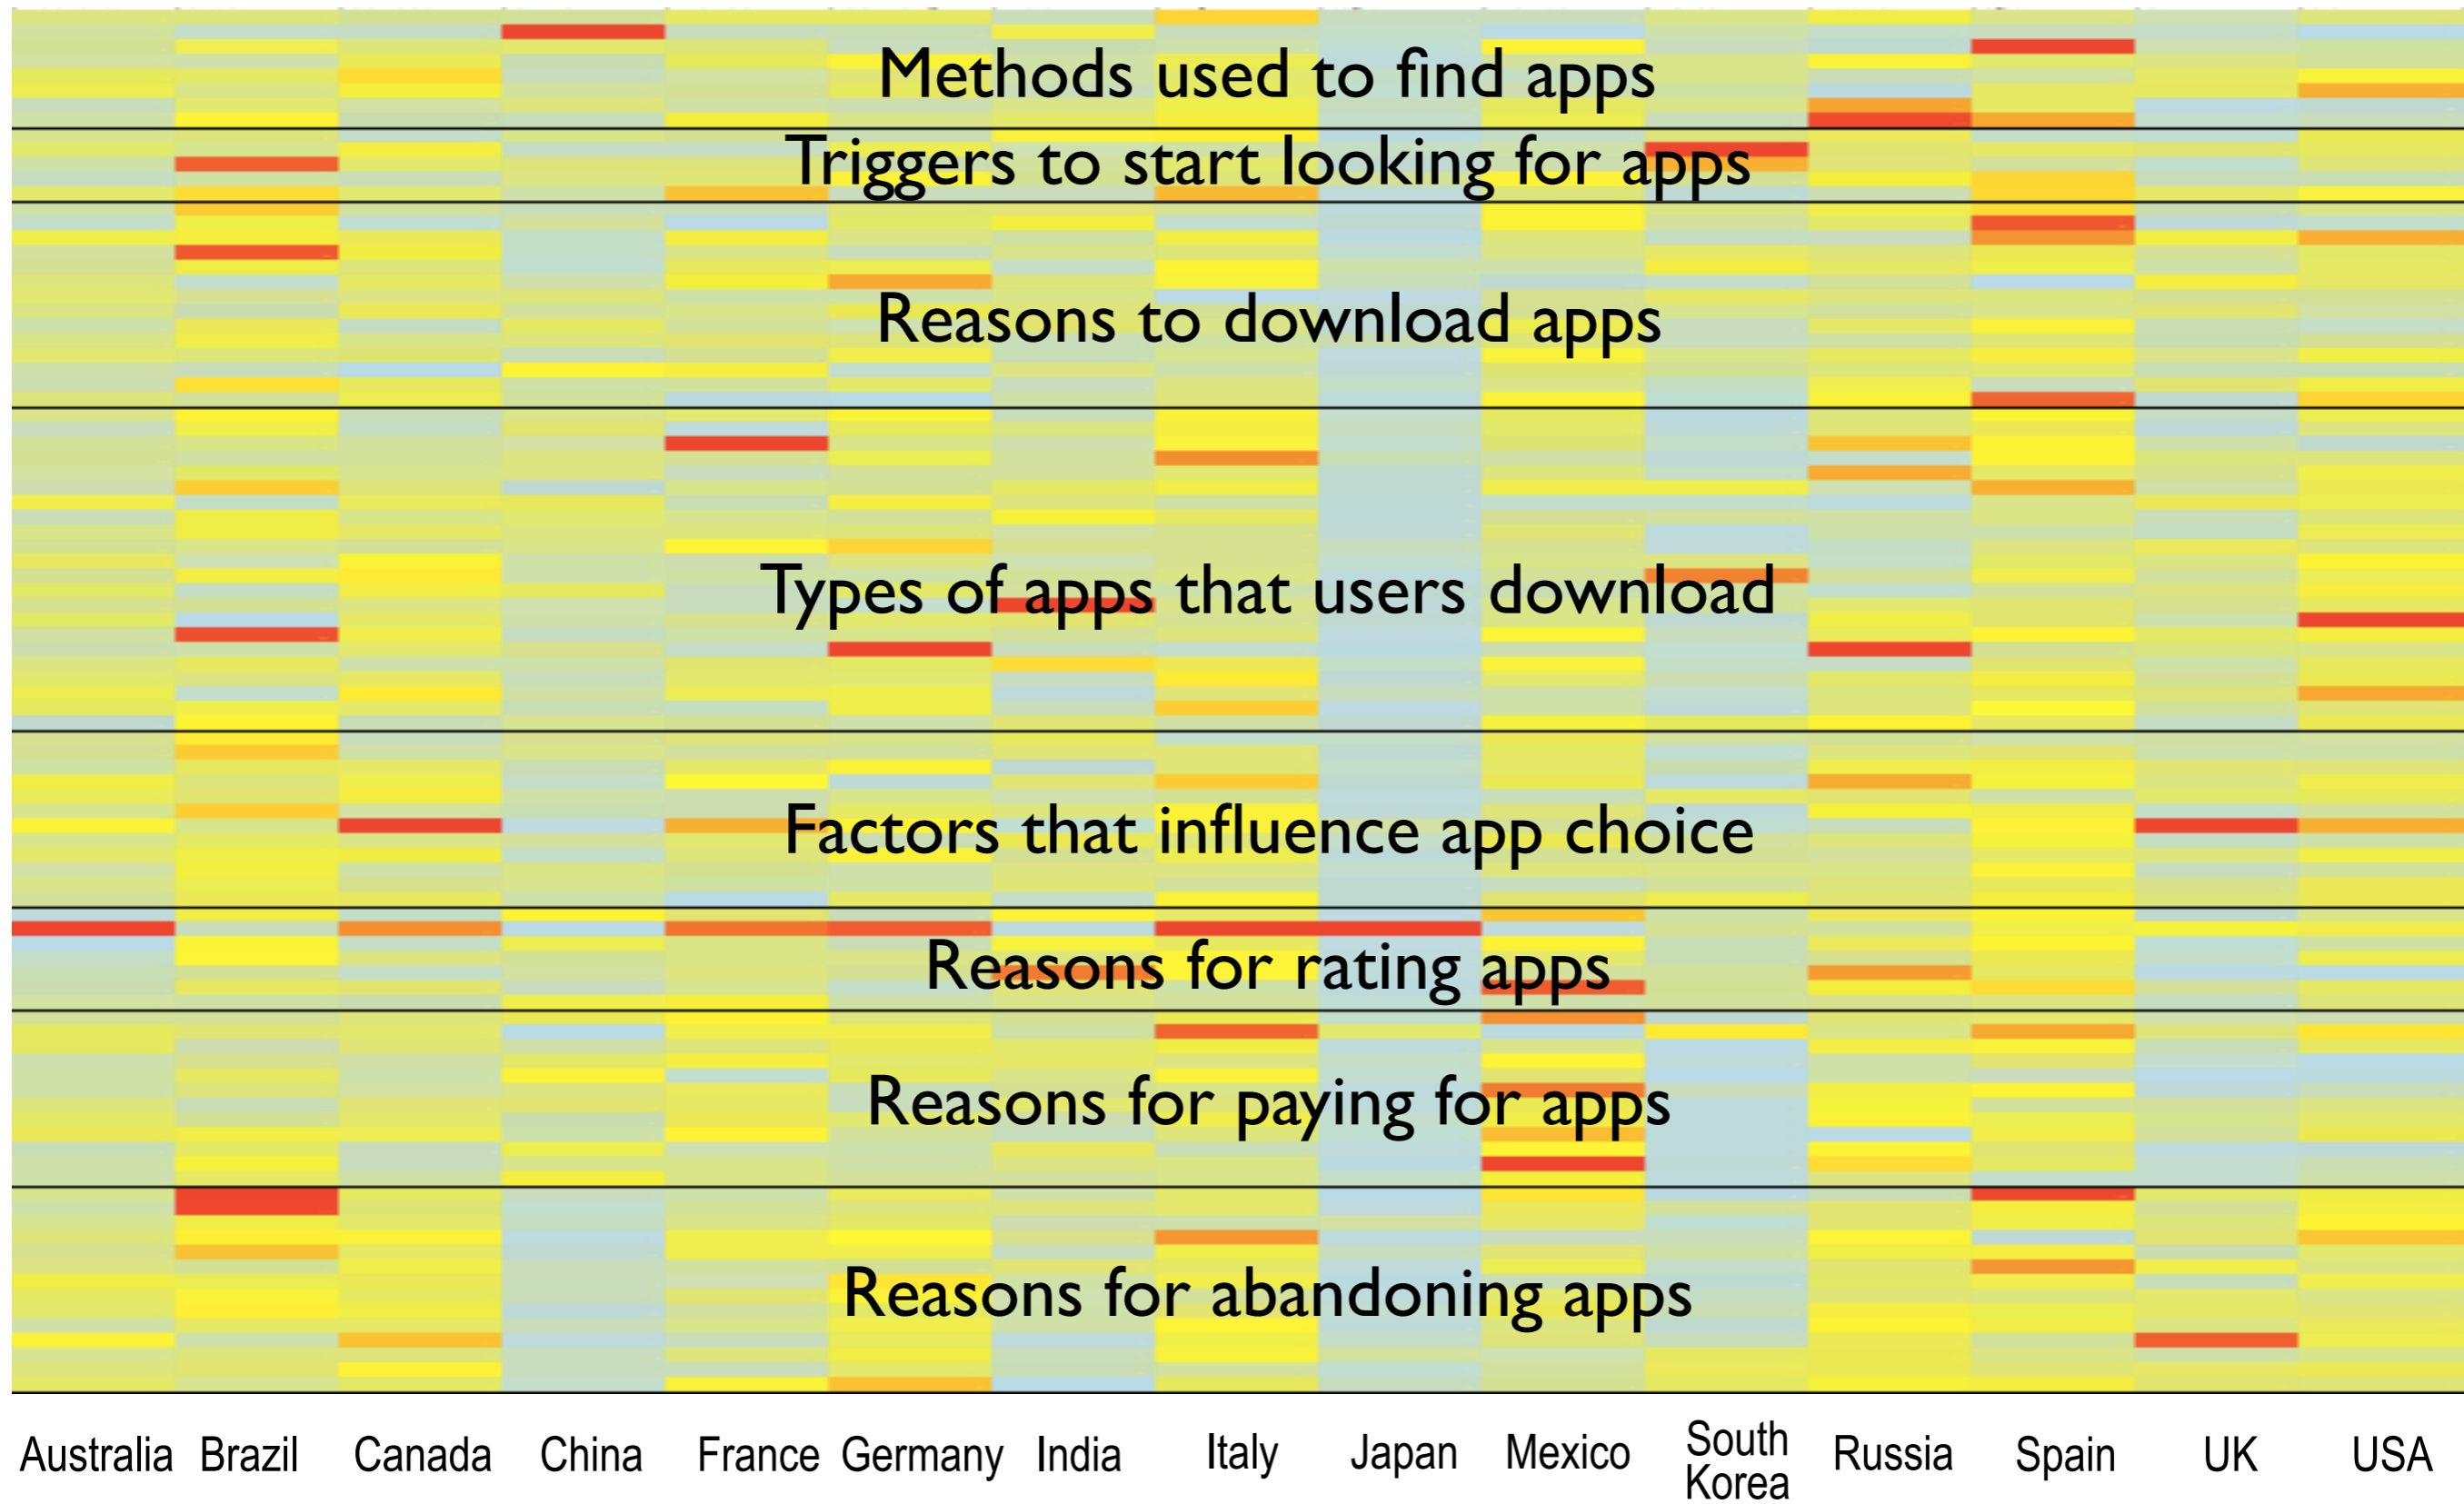 Methods used to find apps
Triggers to start looking for apps
Reasons to download apps
Types of apps that users download
Factors that influence app choice
Reasons for rating apps
Reasons for paying for apps
Reasons for abandoning apps
Australia Brazil Canada China France Germany India Italy Japan Mexico South Korea Russia Spain UK USA